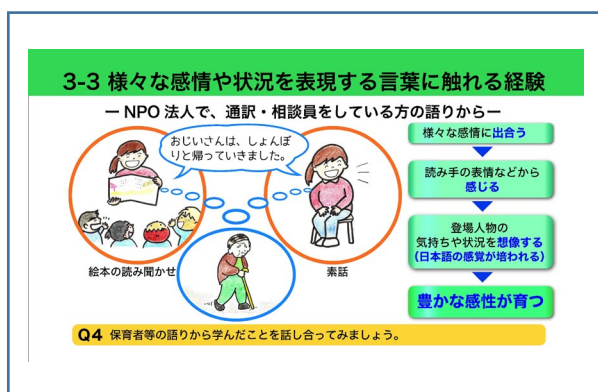 3-3 様々な感情や状況を表現する言葉に触れる経験
ー NPO 法人で、通訳・相談員をしている方の語りからー
おじいさんは、しょんぼ
りと帰っていきました。
絵本の読み聞かせ
素話
様々な感情に出合う
読み手の表情などから
感じる
登場人物の
気持ちや状況を想像する
(日本語の感覚が培われる)
豊かな感性が育つ
Q4 保育者等の語りから学んだことを話し合ってみましょう。